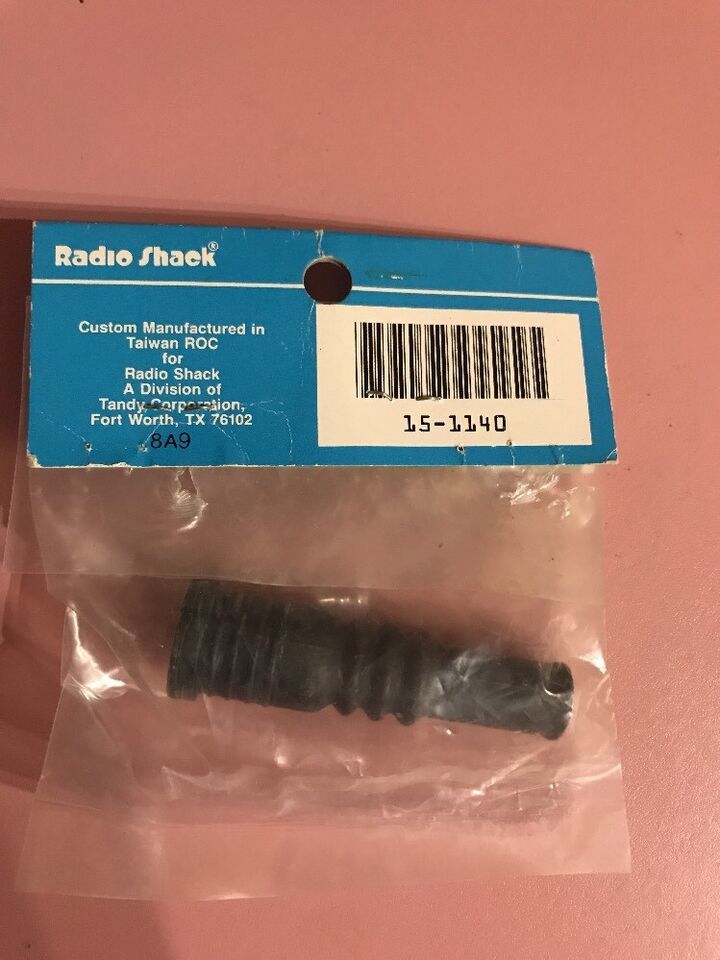 Radio Shack®
Custom Manufactured in
Taiwan ROC
for
Radio Shack
A Division of
Tandy Corporation,
Fort Worth, TX 76102
8A9
15-1140